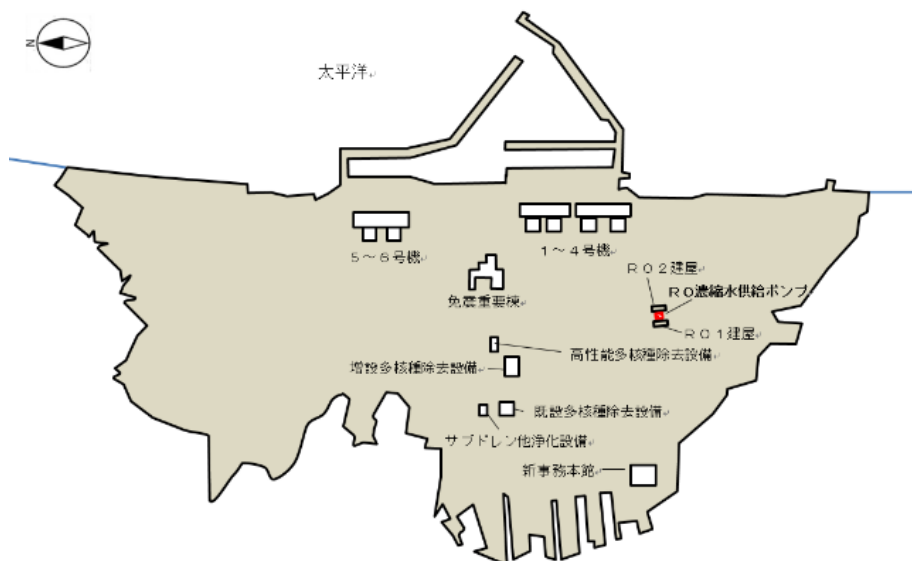 N
太平洋
5～6号機
1～4号機
RO2建屋
免震重要棟
RO濃縮水供給ポンプ
RO1建屋
高性能多核種除去設備
増設多核種除去設備
既設多核種除去設備
サブドレン他浄化設備
新事務本館